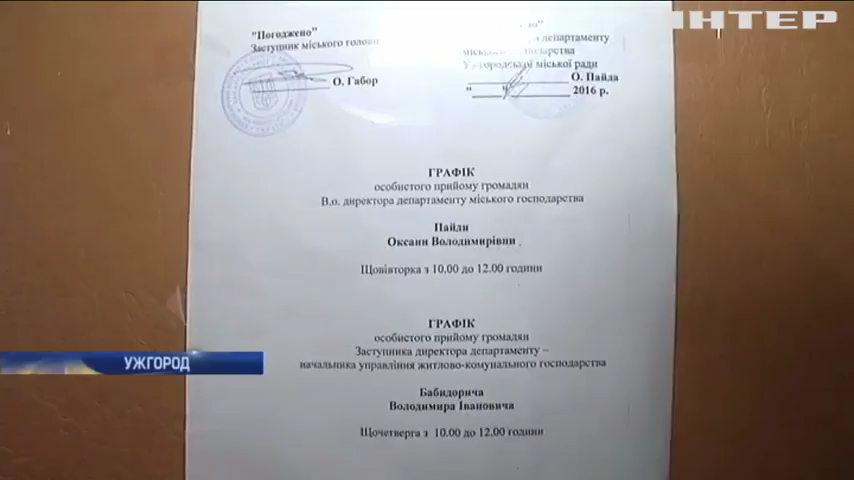 ІНТЕР
"Погоджено"
Заступник міського голови
О. Габор
департаменту
господарства
Ужгородської міської ради
О. Пайда
"____" ________ 2016 р.
ГРАФІК
особистого прийому громадян
В.о. директора департаменту міського господарства
Пайди
Оксани Володимирівни
Щовівторка з 10.00 до 12.00 години
ГРАФІК
особистого прийому громадян
Заступника директора департаменту –
начальника управління житлово-комунального господарства
Бабидорича
Володимира Івановича
Щочетверга з 10.00 до 12.00 години
УЖГОРОД